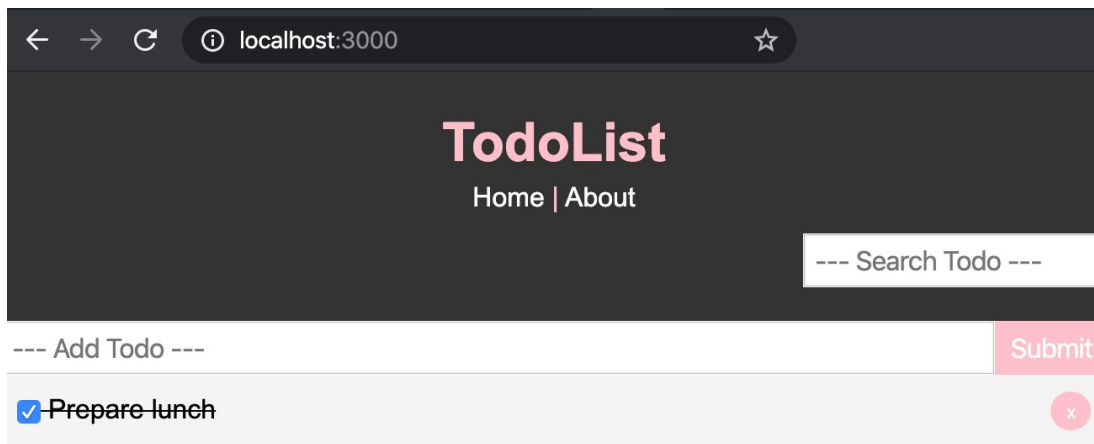 localhost:3000
TodoList
Home | About
--- Search Todo ---
--- Add Todo ---
Submit
Prepare lunch
x